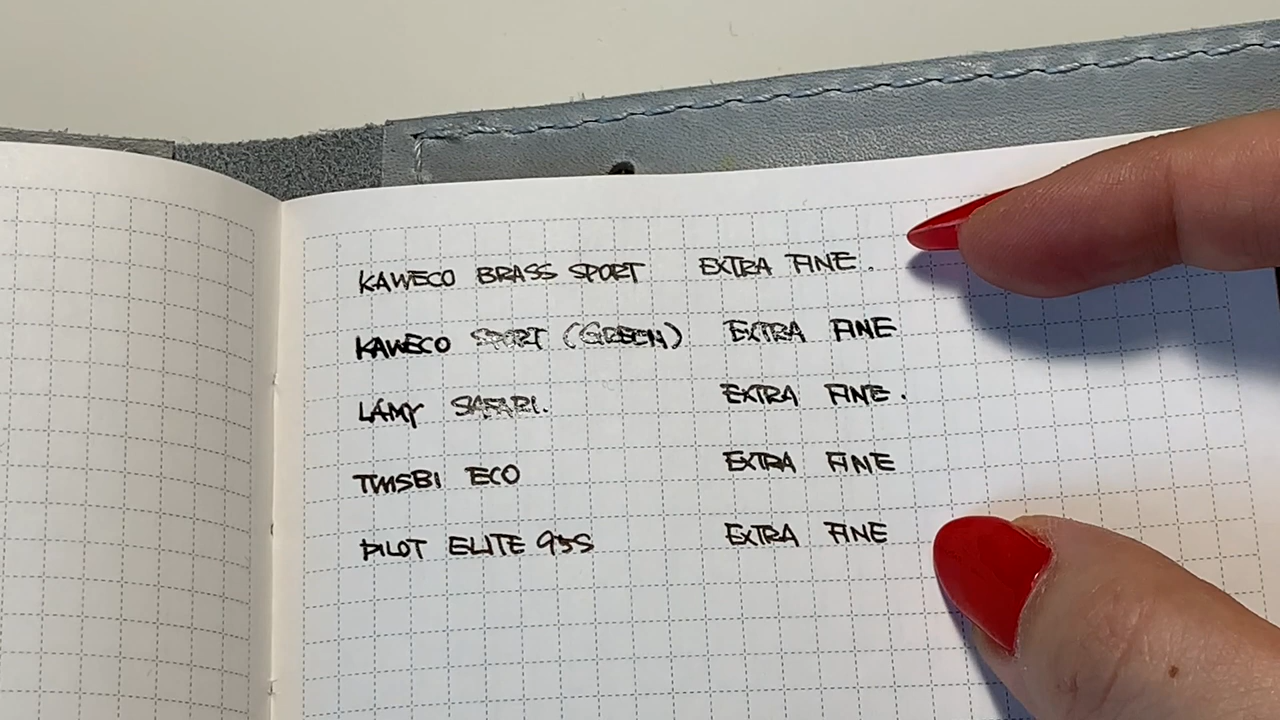 KAWECO BRASS SPORT EXTRA FINE.
KAWECO SPORT (GREEN) EXTRA FINE
LAMY SAFARI. EXTRA FINE.
TWSBI ECO EXTRA FINE
PILOT ELITE 95S EXTRA FINE